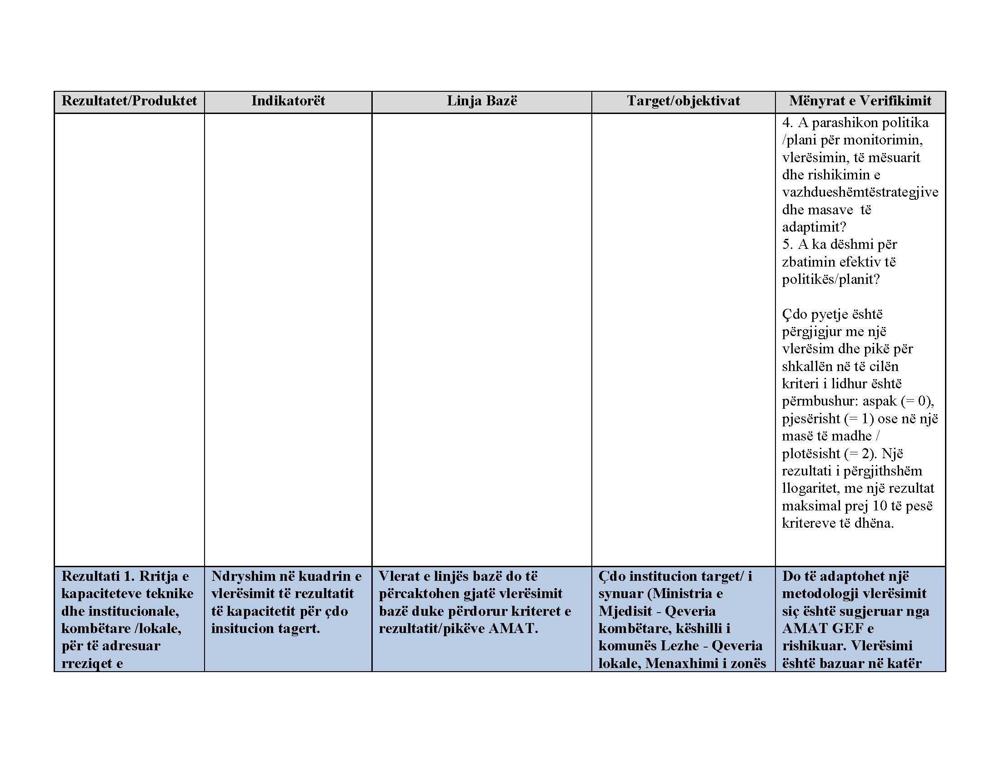 Rezultatet/Produktet
Indikatorët
Linja Bazë
Target/objektivat
Mënyrat e Verifikimit
4. A parashikon politika
/plani për monitorimin,
vlerësimin, të mësuarit
dhe rishikimin e
vazhdueshëmtëstrategjive
dhe masave  të
adaptimit?
5. A ka dëshmi për
zbatimin efektiv të
politikës/planit?
Çdo pyetje është
përgjigjur me një
vlerësim dhe pikë për
shkallën në të cilën
kriteri i lidhur është
përmbushur: aspak (= 0),
pjesërisht (= 1) ose në një
masë të madhe /
plotësisht (= 2). Një
rezultati i përgjithshëm
llogaritet, me një rezultat
maksimal prej 10 të pesë
kritereve të dhëna.
Rezultati 1. Rritja e
kapaciteteve teknike
dhe institucionale,
kombëtare /lokale,
për të adresuar
rreziqet e
Ndryshim në kuadrin e
vlerësimit të rezultatit
të kapacitetit për çdo
insitucion tagert.
Vlerat e linjës bazë do të
përcaktohen gjatë vlerësimit
bazë duke përdorur kriteret e
rezultatit/pikëve AMAT.
Çdo institucion target/ i
synuar (Ministria e
Mjedisit - Qeveria
kombëtare, këshilli i
komunës Lezhe - Qeveria
lokale, Menaxhimi i zonës
Do të adaptohet një
metodologji vlerësimit
siç është sugjeruar nga
AMAT GEF e
rishikuar. Vlerësimi
është bazuar në katër